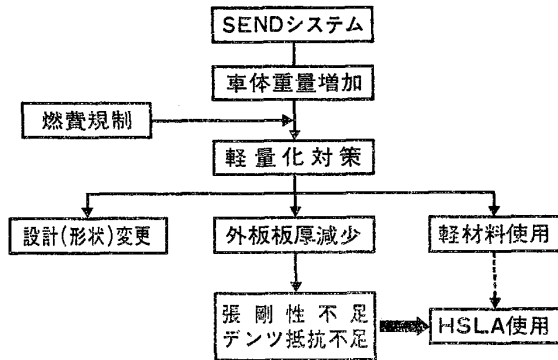 SENDシステム
車体重量増加
燃費規制
軽量化対策
設計(形状)変更
外板板厚減少
軽材料使用
張剛性不足
デンツ抵抗不足
HSLA使用